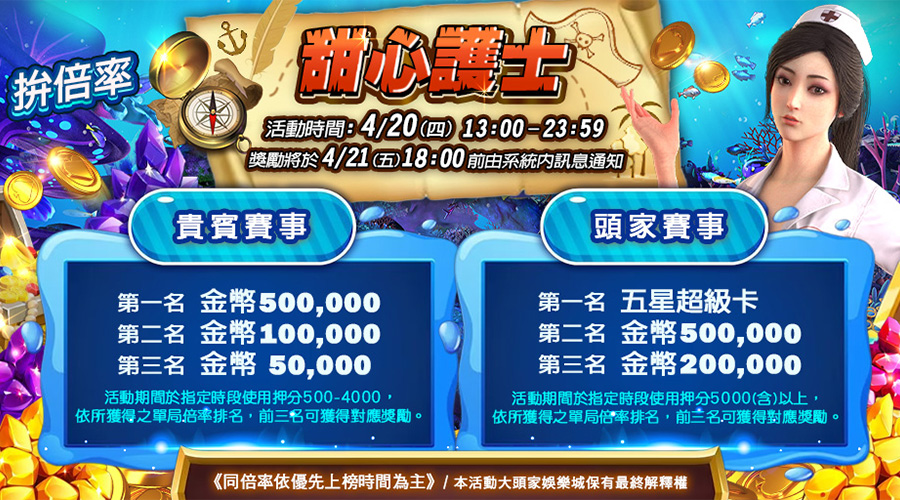 拚倍率
甜心護士
活動時間：4/20(四) 13:00－23:59
獎勵將於 4/21(五)18:00 前由系統內訊息通知
貴賓賽事
第一名 金幣500,000
第二名 金幣100,000
第三名 金幣 50,000
活動期間於指定時段使用押分500-4000，
依所獲得之單局倍率排名，前三名可獲得對應獎勵。
頭家賽事
第一名 五星超級卡
第二名 金幣500,000
第三名 金幣200,000
活動期間於指定時段使用押分5000(含)以上，
依所獲得之單局倍率排名，前三名可獲得對應獎勵。
《同倍率依優先上榜時間為主》/ 本活動大頭家娛樂城保有最終解釋權